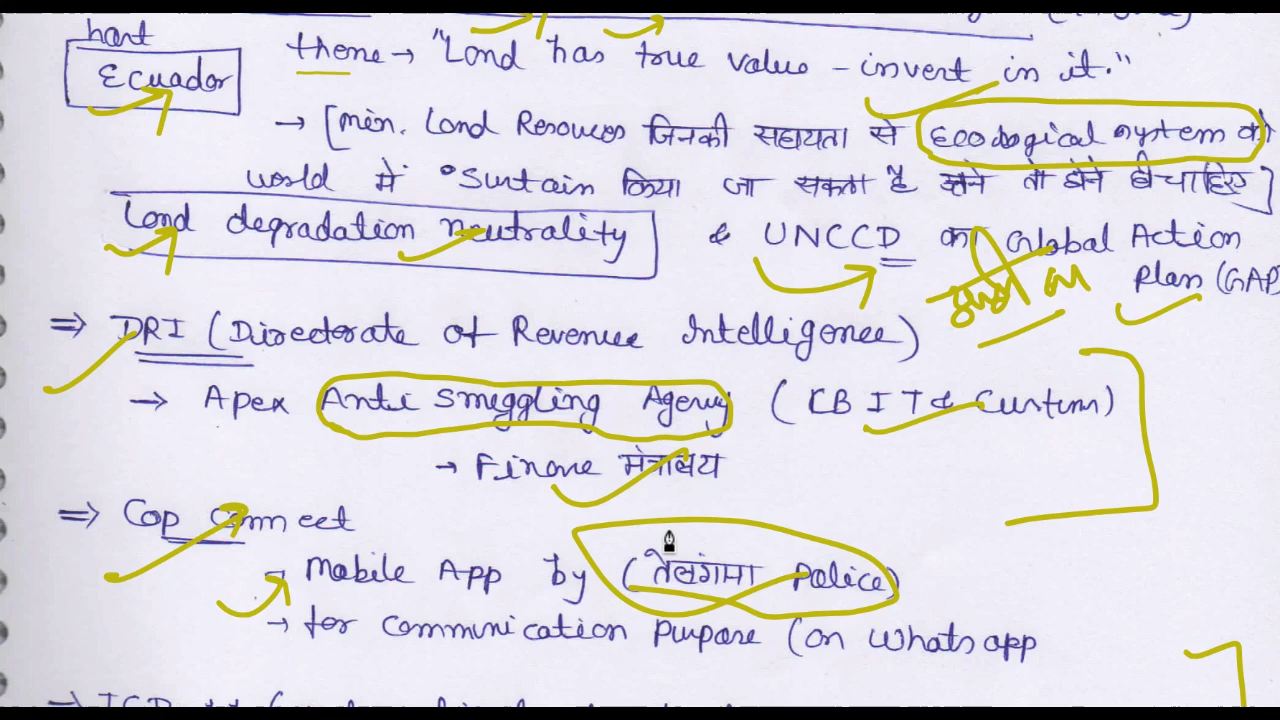 host
Ecuador
theme → "Land has true value - invest in it."
→ [min. Land Resources जिनकी सहायता से Ecological system को
world में Sustain किया जा सकता है उतने तो होने ही चाहिए]
Land degradation neutrality & UNCCD का Global Action
Plan (GAP
⇒ DRI (Directorate of Revenue Intelligence)
→ Apex Anti Smuggling Agency (CBIT & Customs)
→ Finance मंत्रालय
⇒ Cop Connect
→ Mobile App by (तेलंगाना Police)
→ for communication purpose (on whatsapp